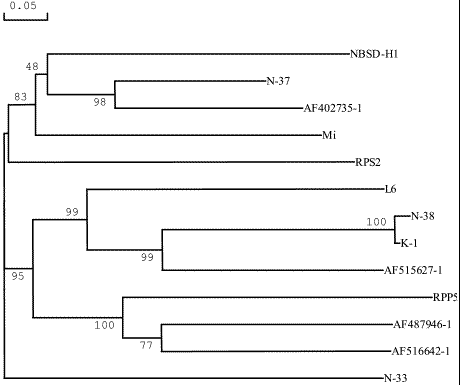 0.05
NBSD-H1
48
N-37
98
AF402735-1
83
Mi
RPS2
L6
99
N-38
100
K-1
99
AF515627-1
95
RPP5
100
AF487946-1
77
AF516642-1
N-33